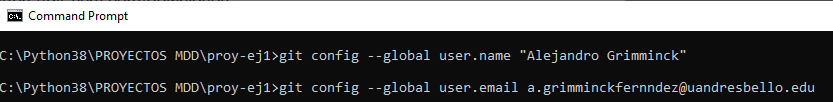 Command Prompt
C:\Python38\PROYECTOS MDD\proy-ej1>git config --global user.name "Alejandro Grimminck"
C:\Python38\PROYECTOS MDD\proy-ej1>git config --global user.email a.grimminckfernndez@uandresbello.edu